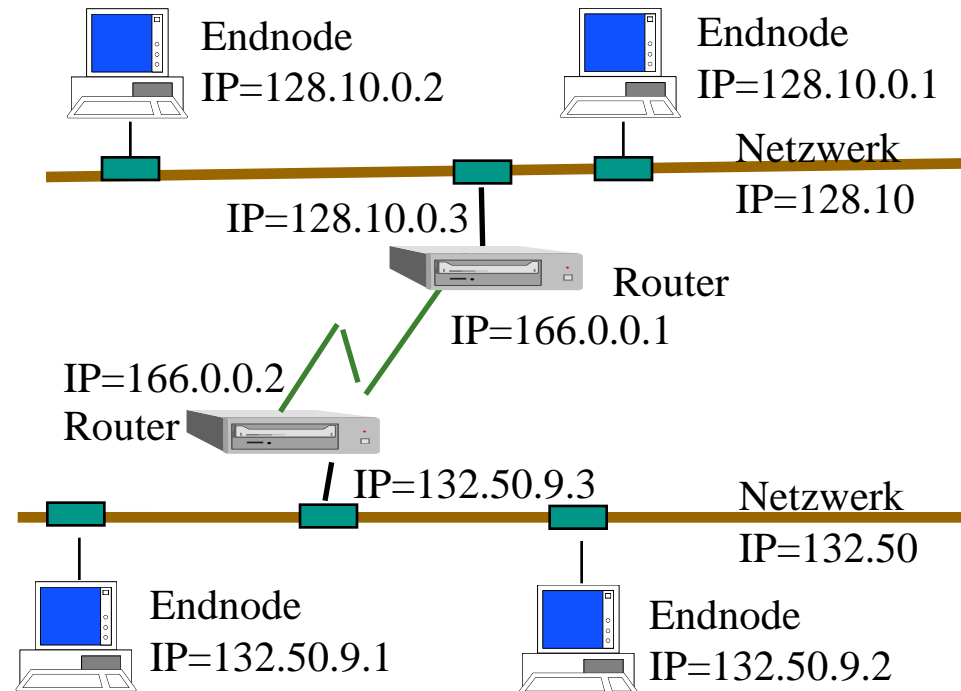 Endnode
IP=128.10.0.2
Endnode
IP=128.10.0.1
Netzwerk
IP=128.10
IP=128.10.0.3
Router
IP=166.0.0.1
IP=166.0.0.2
Router
IP=132.50.9.3
Netzwerk
IP=132.50
Endnode
IP=132.50.9.1
Endnode
IP=132.50.9.2